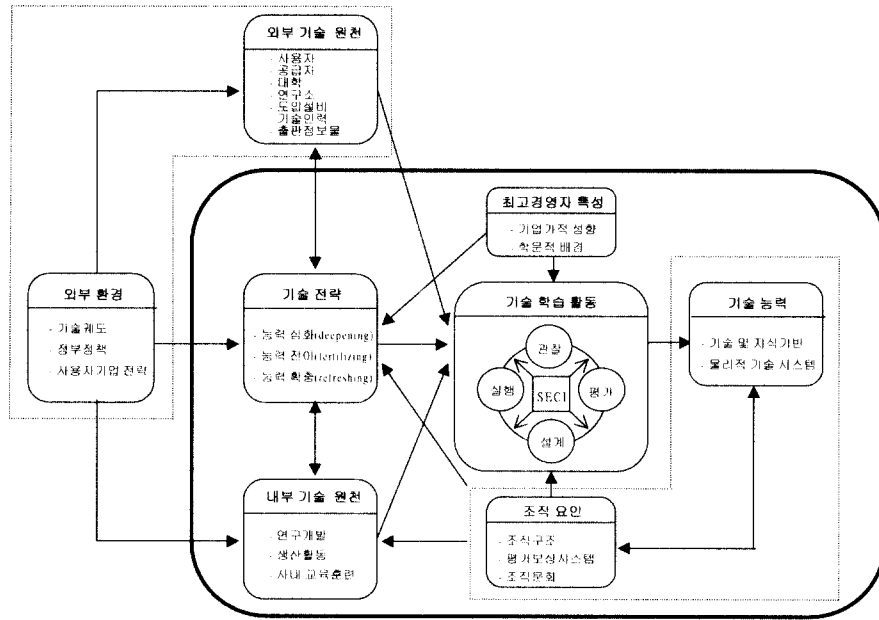 외부 기술 원천
- 사용자
- 공급자
- 대학
- 연구소
- 도입설비
- 기술인력
- 출판정보물
최고경영자 특성
- 기업가적 성향
- 학문적 배경
외부 환경
- 기술궤도
- 정부정책
- 사용자기업 전략
기술 전략
- 능력 심화(deepening)
- 능력 전이(fertilizing)
- 능력 확충(refreshing)
기술 학습 활동
관찰
실행
SECI
평가
설계
기술 능력
- 기술 및 지식기반
- 물리적 기술 시스템
내부 기술 원천
- 연구개발
- 생산활동
- 사내 교육훈련
조직 요인
- 조직구조
- 평가보상시스템
- 조직문화